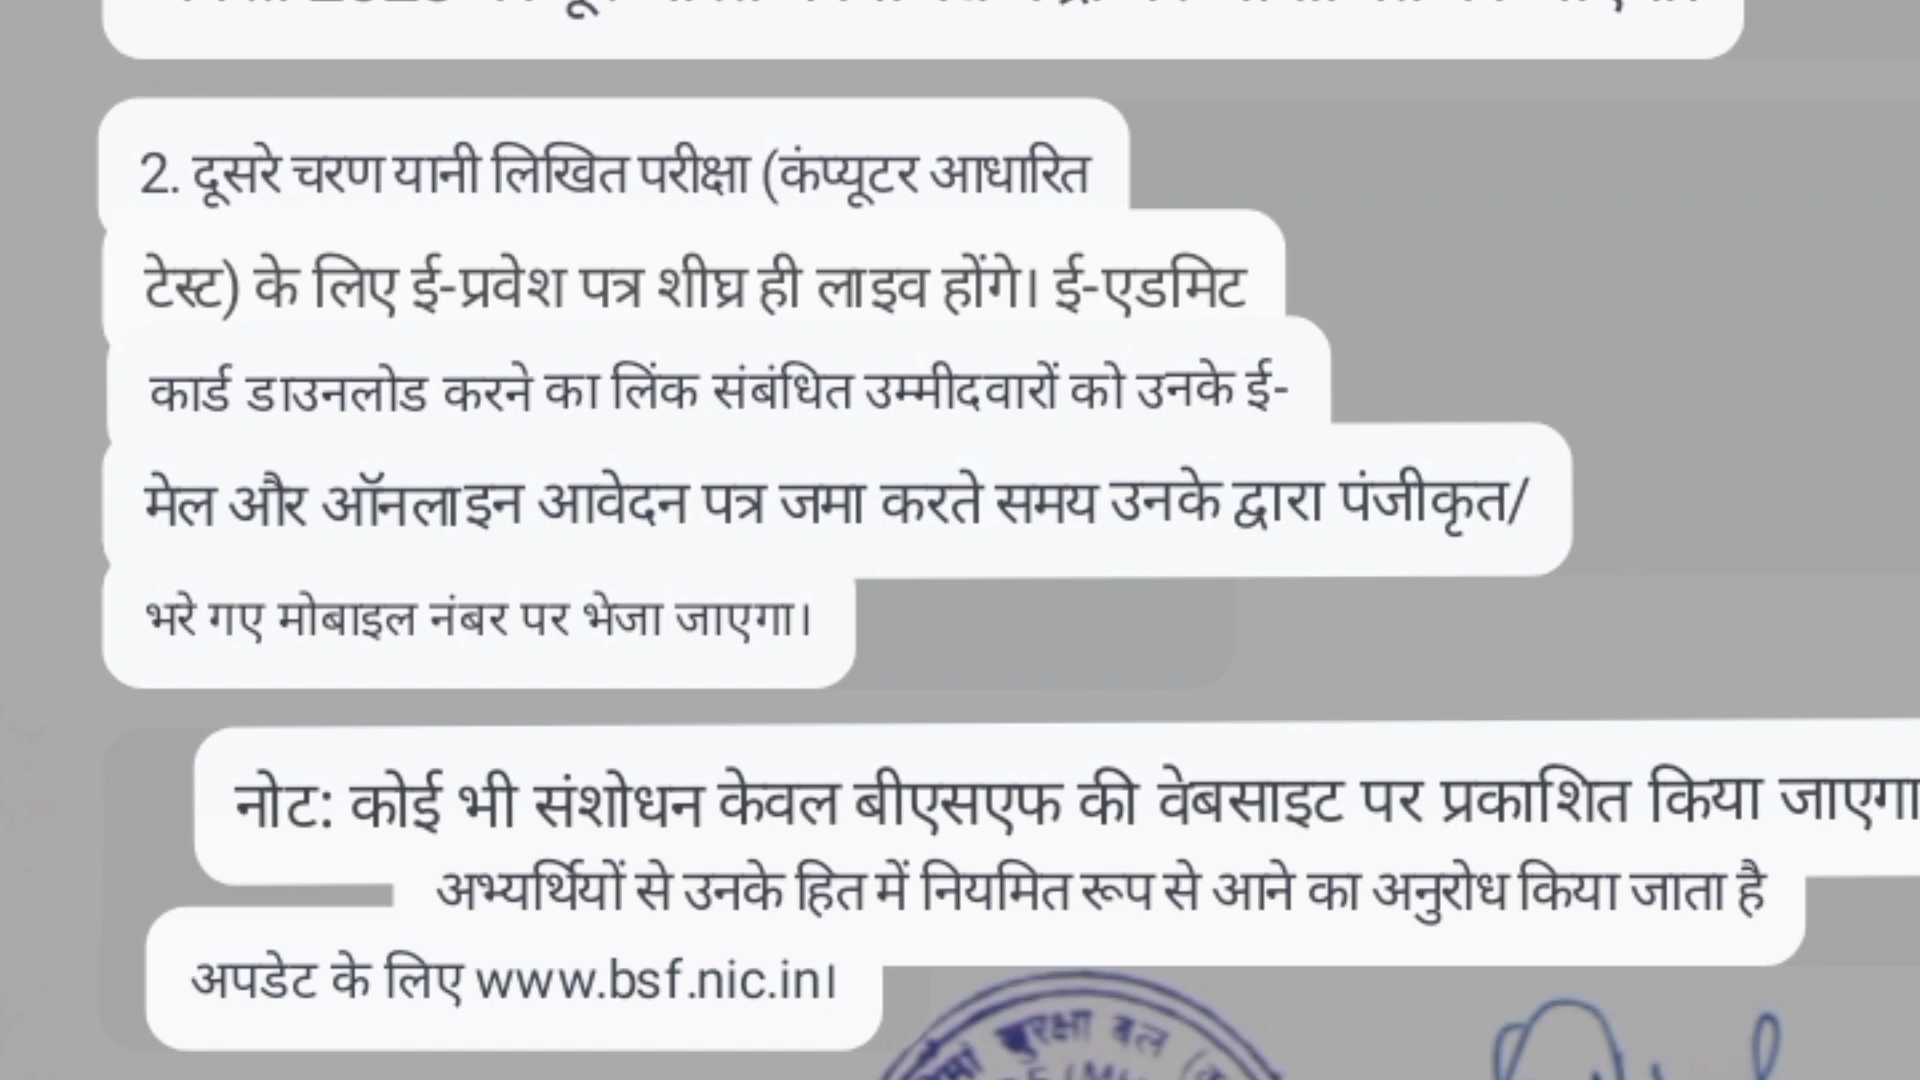 2. दूसरे चरण यानी लिखित परीक्षा (कंप्यूटर आधारित
टेस्ट) के लिए ई-प्रवेश पत्र शीघ्र ही लाइव होंगे। ई-एडमिट
कार्ड डाउनलोड करने का लिंक संबंधित उम्मीदवारों को उनके ई-
मेल और ऑनलाइन आवेदन पत्र जमा करते समय उनके द्वारा पंजीकृत/
भरे गए मोबाइल नंबर पर भेजा जाएगा।
नोट: कोई भी संशोधन केवल बीएसएफ की वेबसाइट पर प्रकाशित किया जाएगा
अभ्यर्थियों से उनके हित में नियमित रूप से आने का अनुरोध किया जाता है
अपडेट के लिए www.bsf.nic.in।
सुरक्षा बल